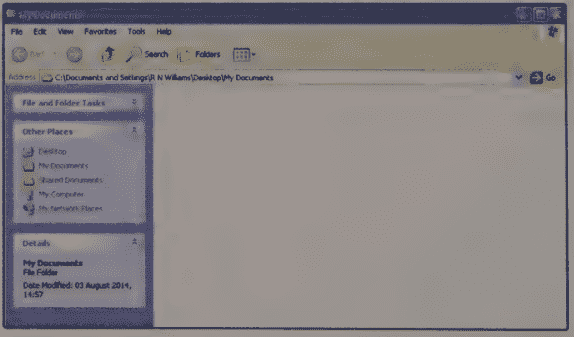 My Documents
File Edit View Favorites Tools Help
Back Search Folders
Address C:\Documents and Settings\R N Williams\Desktop\My Documents Go
File and Folder Tasks
Other Places
Desktop
My Documents
Shared Documents
My Computer
My Network Places
Details
My Documents
File Folder
Date Modified: 03 August 2014,
14:57